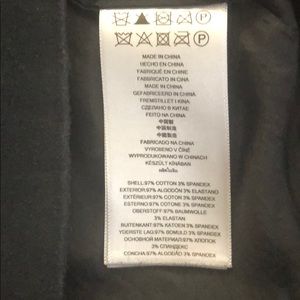 MADE IN CHINA
HECHO EN CHINA
FABRIQUÉ EN CHINE
MADE IN CHINA
MADE IN CHINA
GEFABRICEERD IN CHINA
FREMSTILLET I KINA
СДЕЛАНО В КИТАЕ
FEITO NA CHINA
中国制造
中國製造
中国製
FABRICADO NA CHINA
VYROBENO V ČÍNĚ
WYPRODUKOWANO W CHINACH
KÉSZÜLT KÍNÁBAN
SHELL:97% COTTON 3% SPANDEX
EXTERIOR:97% ALGODÓN 3% ELASTANO
EXTÉRIEUR:97% COTON 3% SPANDEX
ESTERNO:97% COTONE 3% SPANDEX
OBERSTOFF:97% BAUMWOLLE
3% ELASTAN
BUITENKANT:97% KATOEN 3% SPANDEX
YDERSTE LAG:97% BOMULD 3% SPANDEX
ОСНОВНОЙ МАТЕРИАЛ:97% ХЛОПОК
3% СПАНДЕКС
CONCHA:97% ALGODÃO 3% SPANDEX